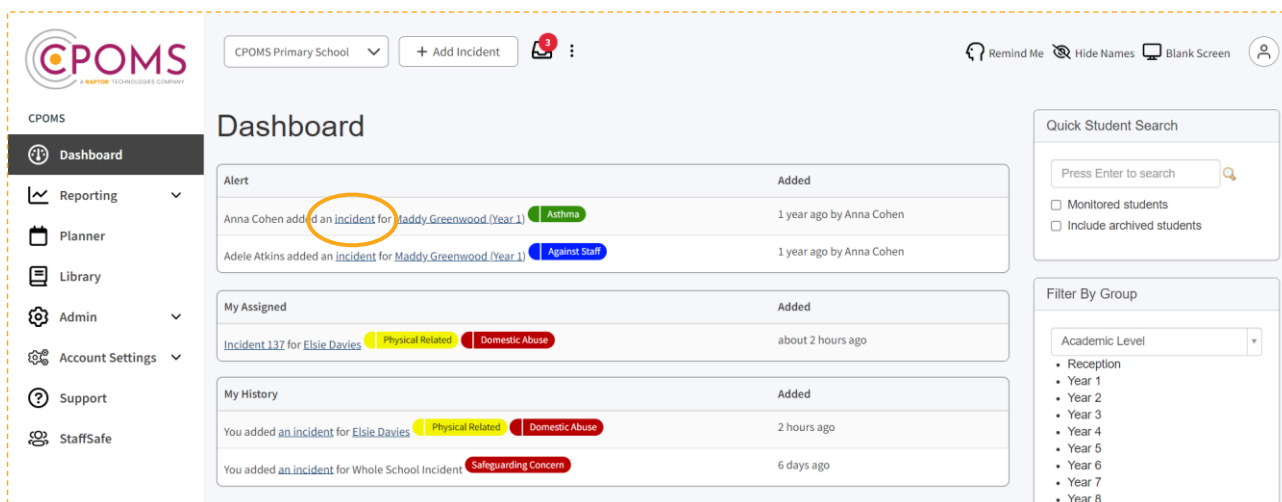 CPOMS
A RAPTOR TECHNOLOGIES COMPANY
CPOMS Primary School
+ Add Incident
3
Remind Me
Hide Names
Blank Screen
CPOMS
Dashboard
Reporting
Planner
Library
Admin
Account Settings
Support
StaffSafe
Dashboard
Alert Added
Anna Cohen added an incident for Maddy Greenwood (Year 1) Asthma 1 year ago by Anna Cohen
Adele Atkins added an incident for Maddy Greenwood (Year 1) Against Staff 1 year ago by Anna Cohen
My Assigned Added
Incident 137 for Elsie Davies Physical Related Domestic Abuse about 2 hours ago
My History Added
You added an incident for Elsie Davies Physical Related Domestic Abuse 2 hours ago
You added an incident for Whole School Incident Safeguarding Concern 6 days ago
Quick Student Search
Press Enter to search
Monitored students
Include archived students
Filter By Group
Academic Level
• Reception
• Year 1
• Year 2
• Year 3
• Year 4
• Year 5
• Year 6
• Year 7
• Year 8